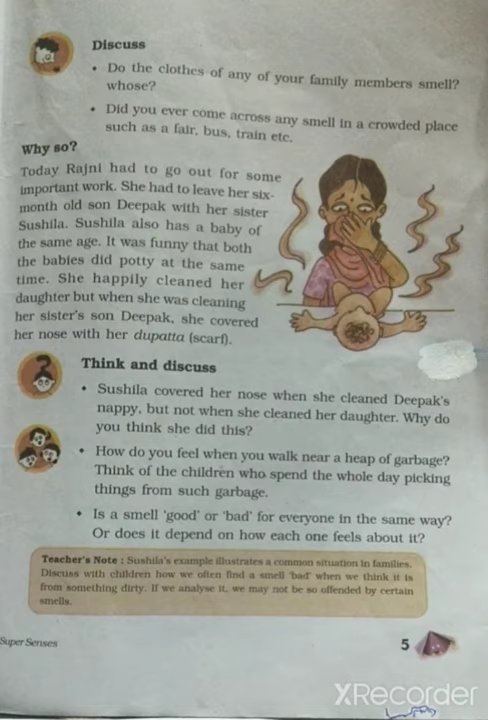 Discuss
• Do the clothes of any of your family members smell?
whose?
• Did you ever come across any smell in a crowded place
such as a fair, bus, train etc.
Why so?
Today Rajni had to go out for some
important work. She had to leave her six-
month old son Deepak with her sister
Sushila. Sushila also has a baby of
the same age. It was funny that both
the babies did potty at the same
time. She happily cleaned her
daughter but when she was cleaning
her sister's son Deepak, she covered
her nose with her dupatta (scarf).
Think and discuss
• Sushila covered her nose when she cleaned Deepak's
nappy, but not when she cleaned her daughter. Why do
you think she did this?
• How do you feel when you walk near a heap of garbage?
Think of the children who spend the whole day picking
things from such garbage.
• Is a smell 'good' or 'bad' for everyone in the same way?
Or does it depend on how each one feels about it?
Teacher's Note : Sushila's example illustrates a common situation in families.
Discuss with children how we often find a smell 'bad' when we think it is
from something dirty. If we analyse it, we may not be so offended by certain
smells.
Super Senses
5
XRecorder